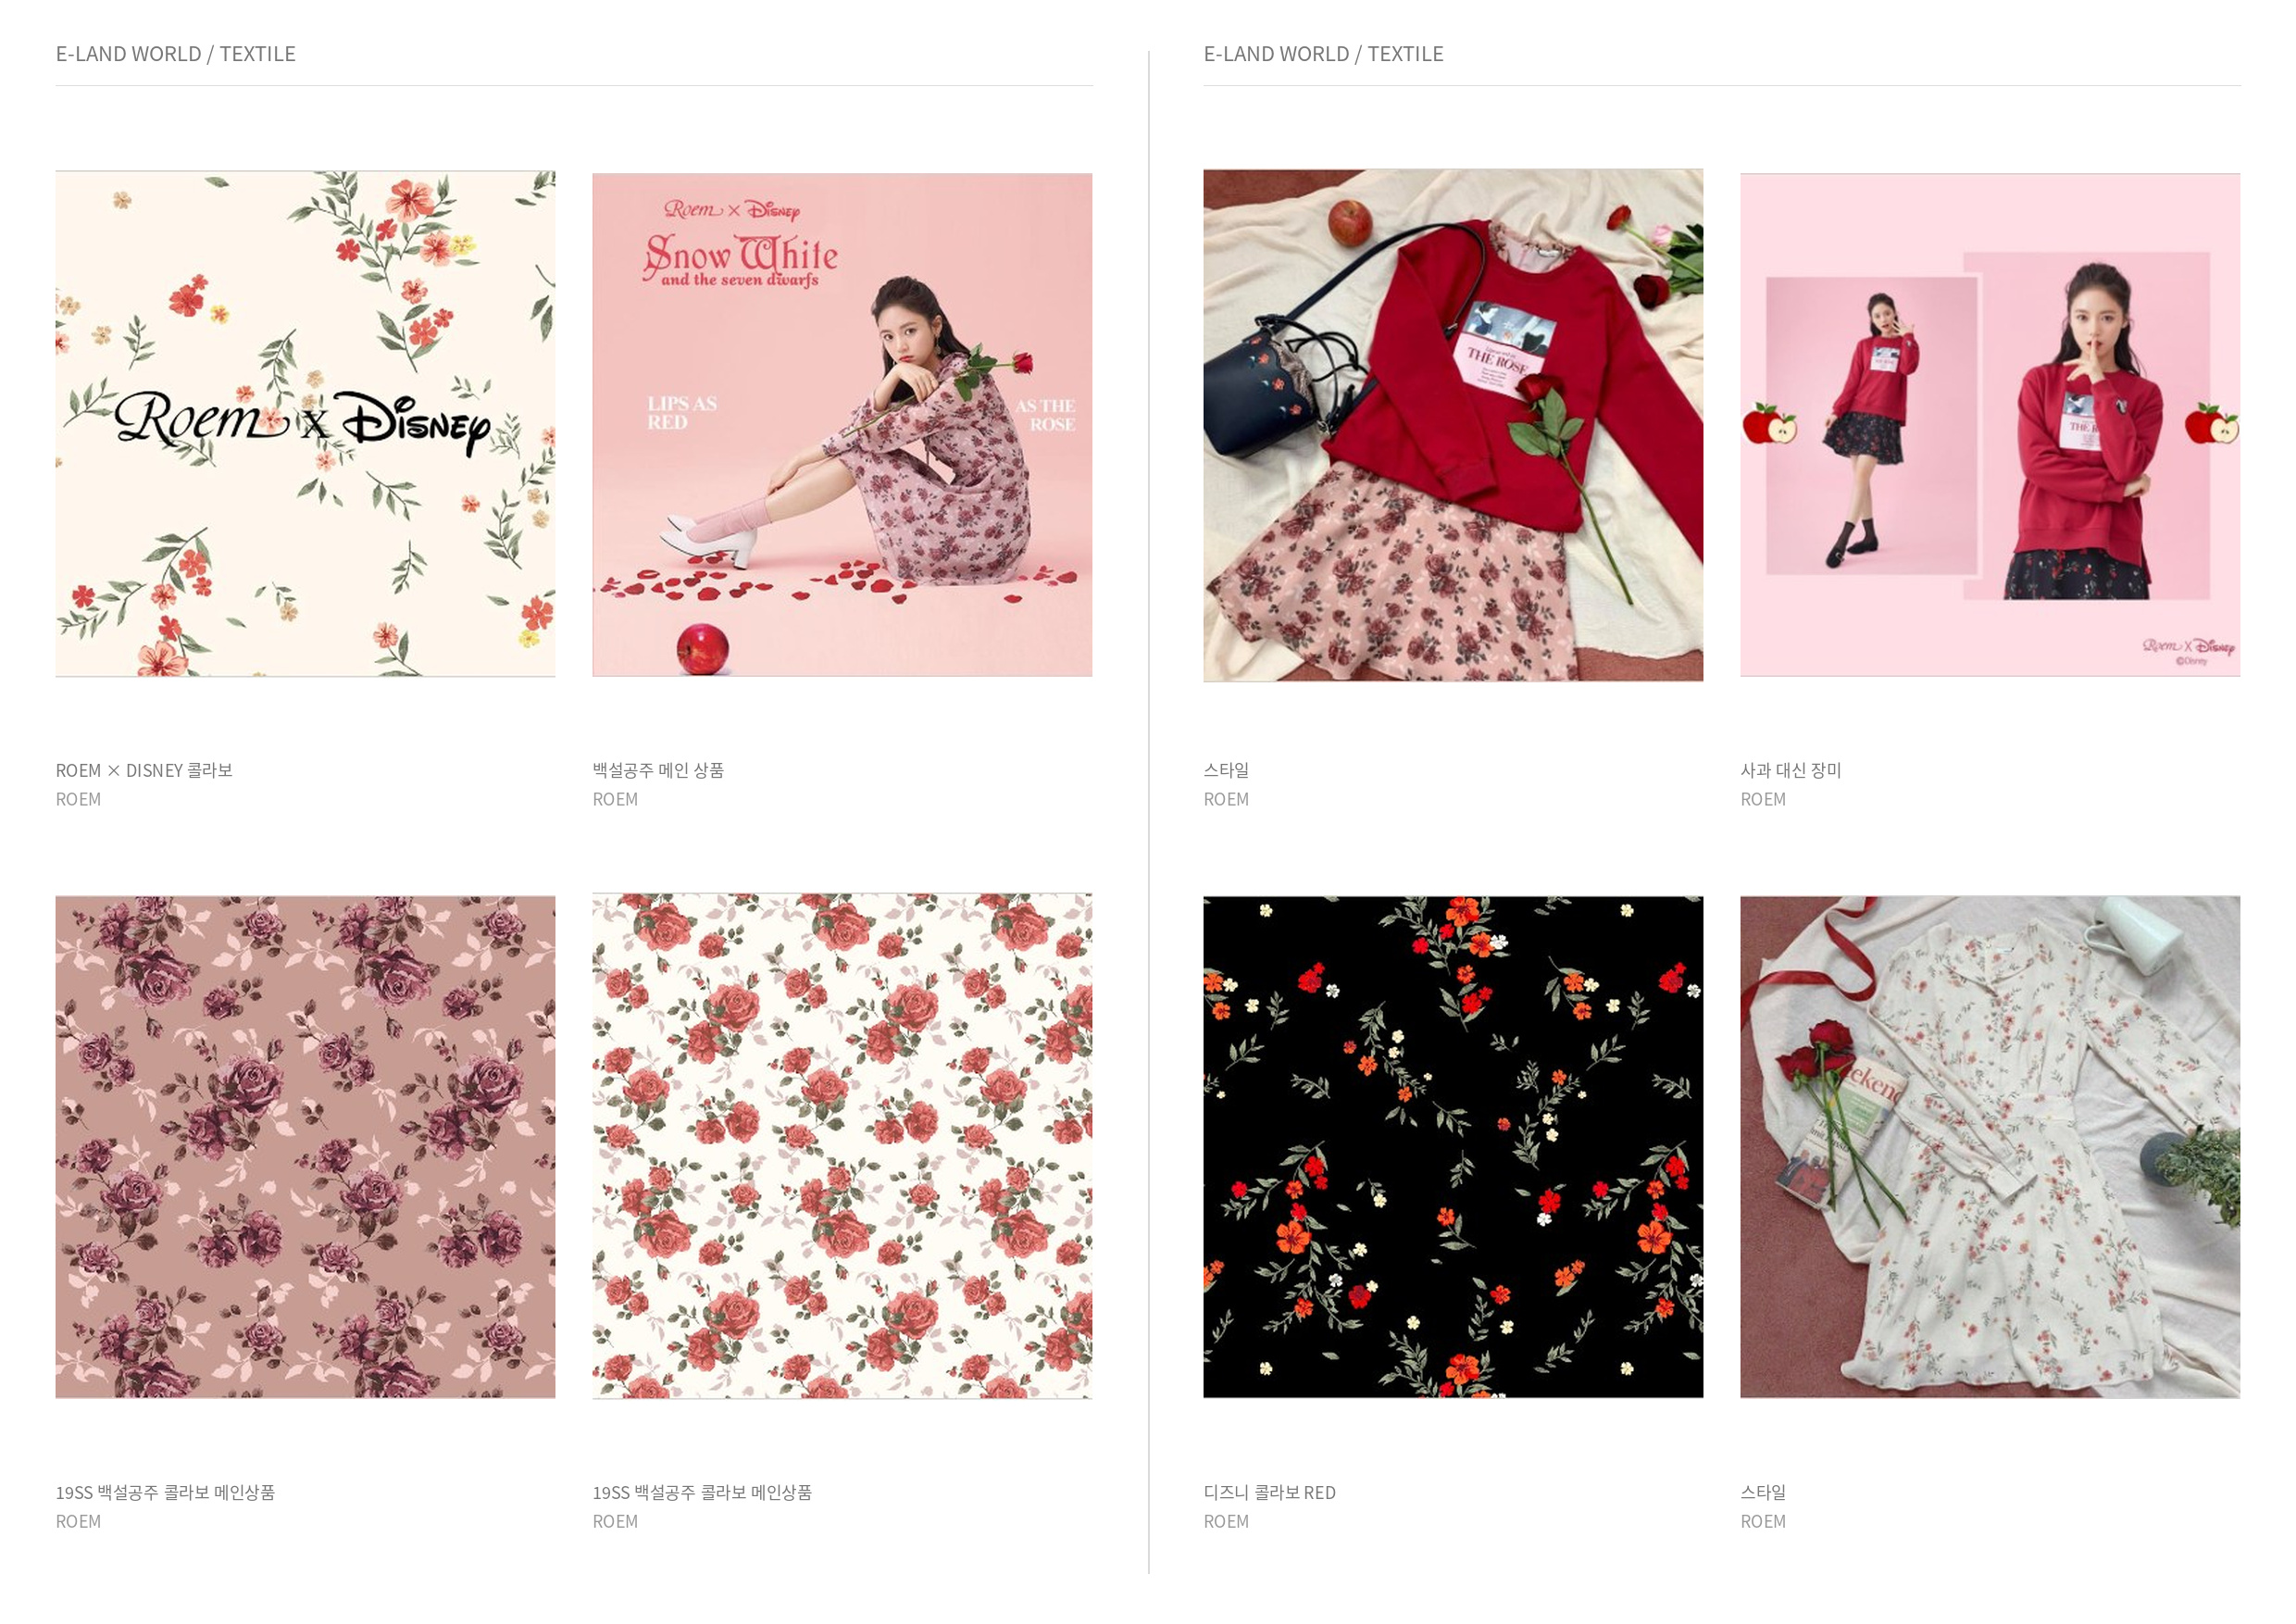 E-LAND WORLD / TEXTILE
Roem x Disney
Roem × Disney
Snow White
and the seven dwarfs
LIPS AS
RED
AS THE
ROSE
ROEM × DISNEY 콜라보
ROEM
백설공주 메인 상품
ROEM
19SS 백설공주 콜라보 메인상품
ROEM
19SS 백설공주 콜라보 메인상품
ROEM
E-LAND WORLD / TEXTILE
THE ROSE
THE R
Roem X Disney
©Disney
스타일
ROEM
사과 대신 장미
ROEM
ekend
디즈니 콜라보 RED
ROEM
스타일
ROEM